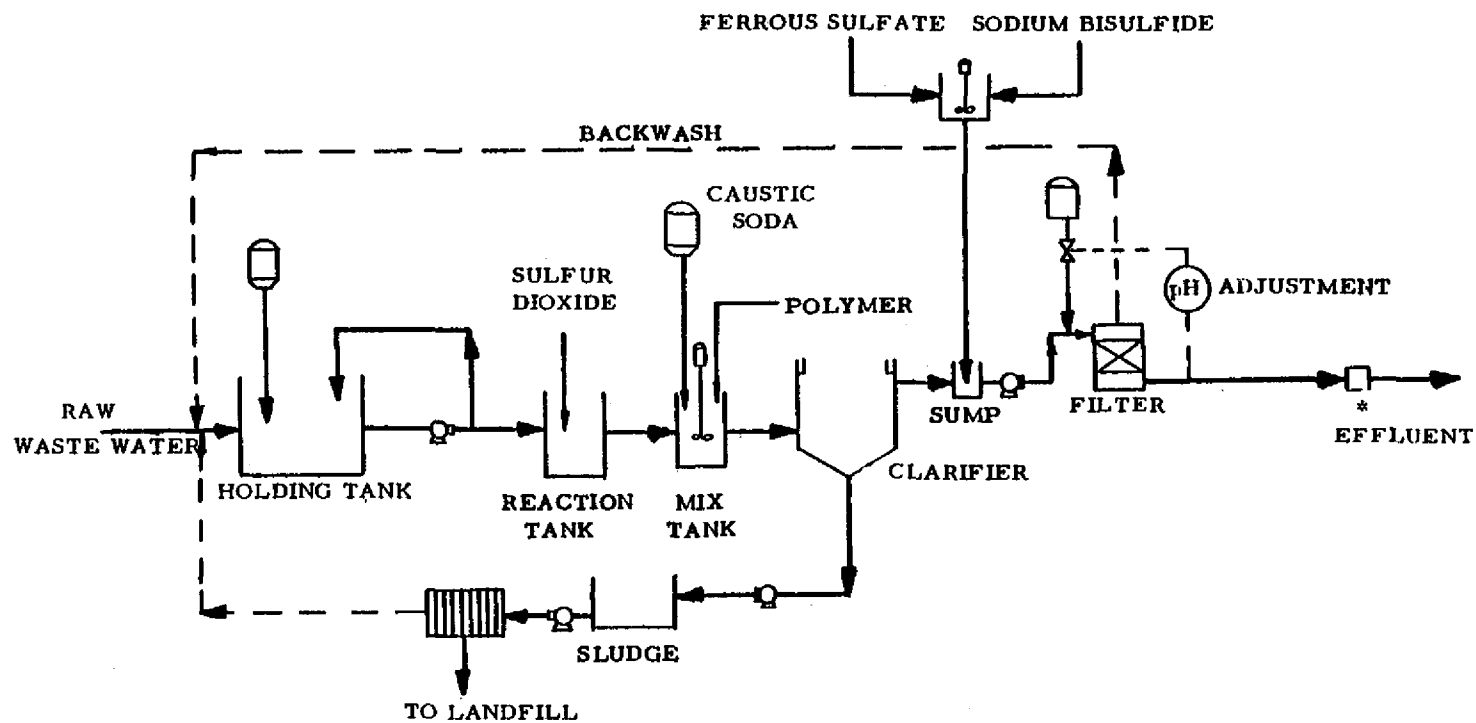 FERROUS SULFATE
SODIUM BISULFIDE
BACKWASH
CAUSTIC
SODA
SULFUR
DIOXIDE
POLYMER
pH
ADJUSTMENT
RAW
WASTE WATER
HOLDING TANK
REACTION
TANK
MIX
TANK
CLARIFIER
SUMP
FILTER
*
EFFLUENT
SLUDGE
TO LANDFILL